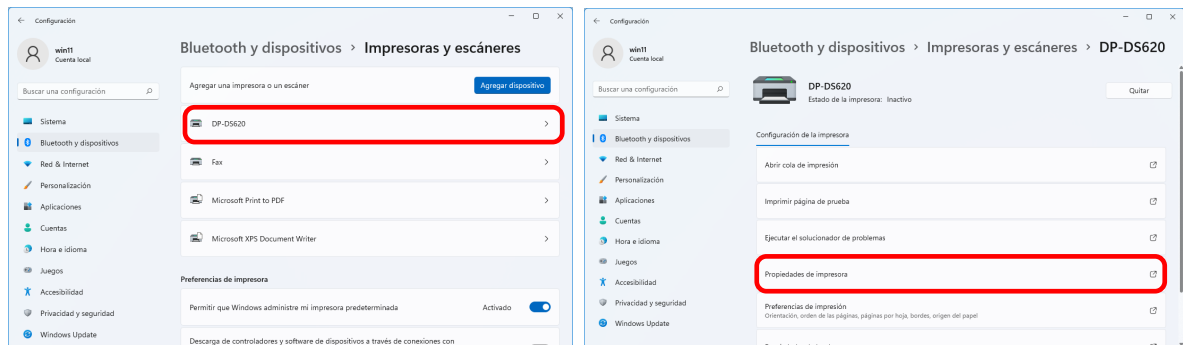 Configuración
win11
Cuenta local
Buscar una configuración
Sistema
Bluetooth y dispositivos
Red & Internet
Personalización
Aplicaciones
Cuentas
Hora e idioma
Juegos
Accesibilidad
Privacidad y seguridad
Windows Update
Bluetooth y dispositivos > Impresoras y escáneres
Agregar una impresora o un escáner
Agregar dispositivo
DP-DS620
Fax
Microsoft Print to PDF
Microsoft XPS Document Writer
Preferencias de impresora
Permitir que Windows administre mi impresora predeterminada Activado
Descarga de controladores y software de dispositivos a través de conexiones con
Configuración
win11
Cuenta local
Buscar una configuración
Sistema
Bluetooth y dispositivos
Red & Internet
Personalización
Aplicaciones
Cuentas
Hora e idioma
Juegos
Accesibilidad
Privacidad y seguridad
Windows Update
Bluetooth y dispositivos > Impresoras y escáneres > DP-DS620
DP-DS620
Estado de la impresora: Inactivo
Quitar
Configuración de la impresora
Abrir cola de impresión
Imprimir página de prueba
Ejecutar el solucionador de problemas
Propiedades de impresora
Preferencias de impresión
Orientación, orden de las páginas, páginas por hoja, bordes, origen del papel